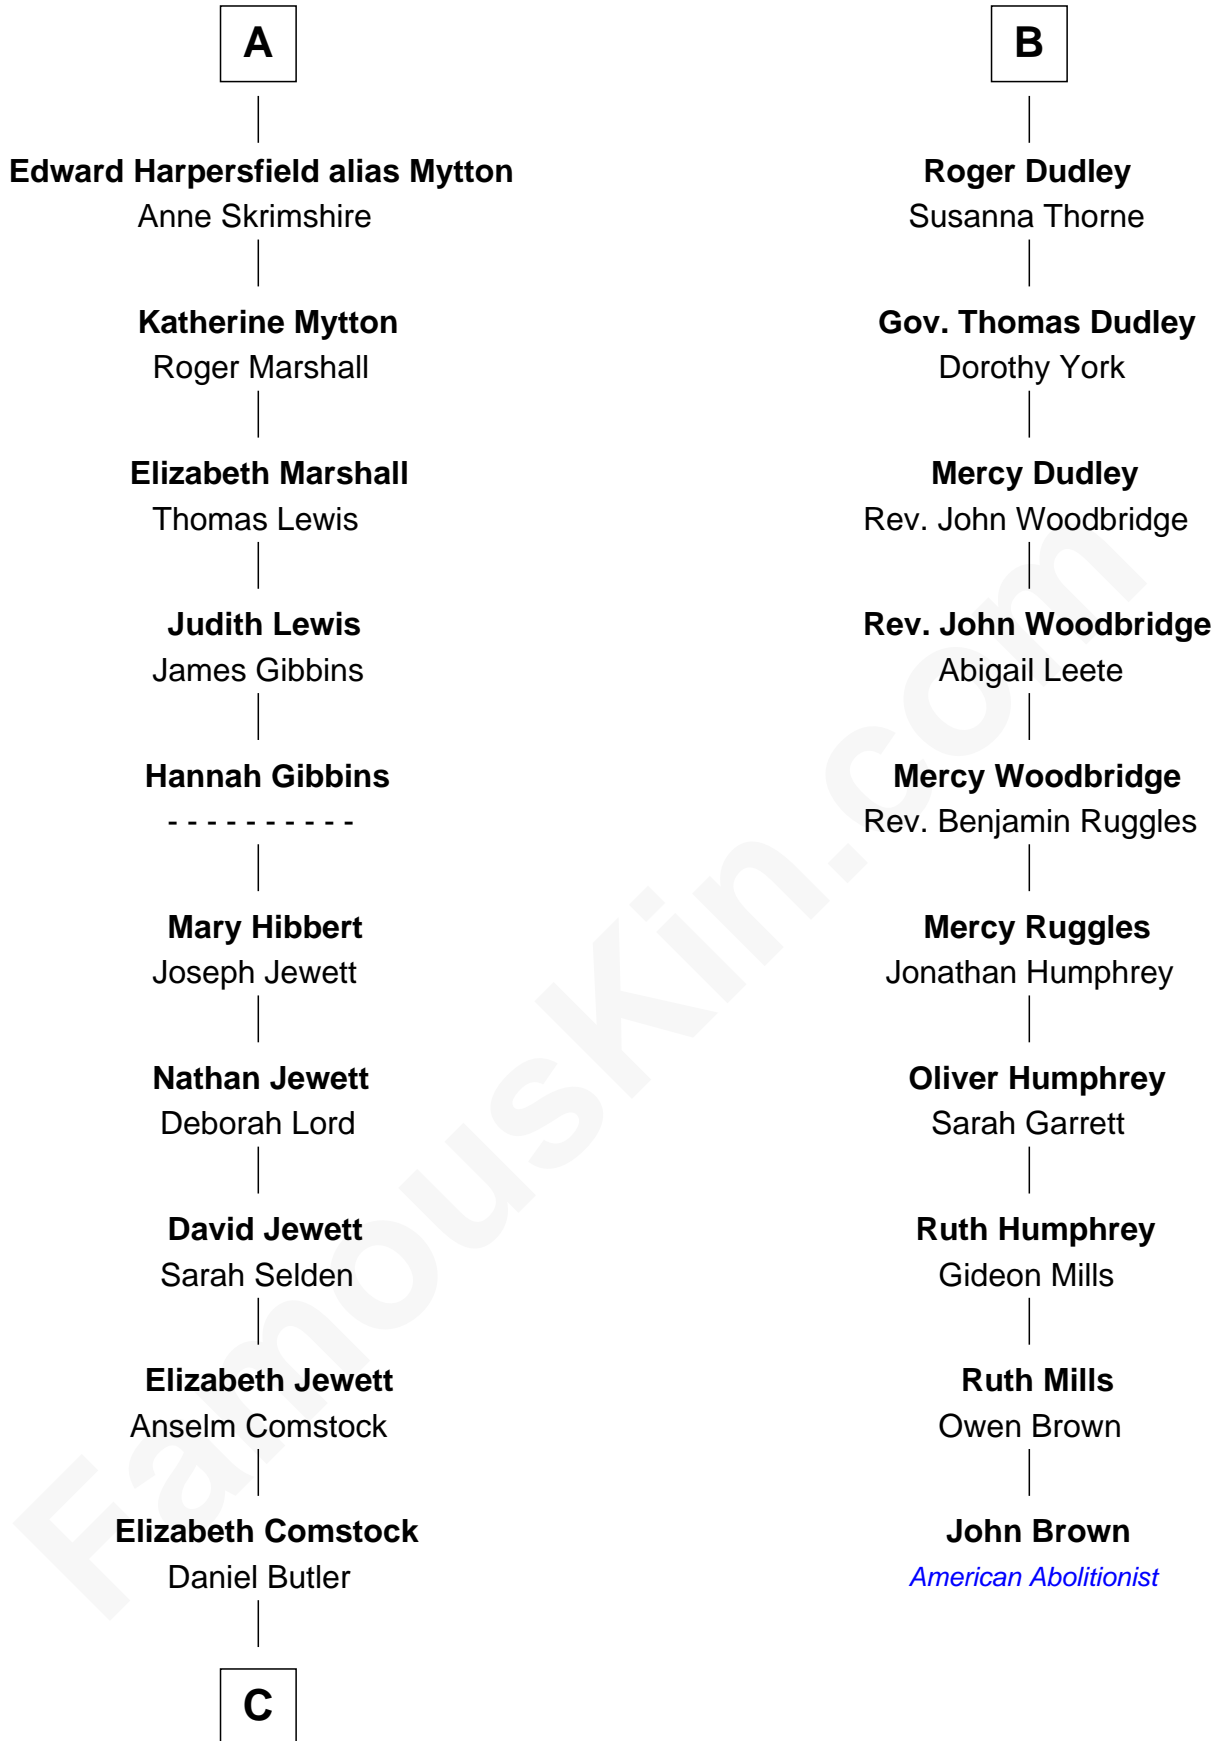 A
Edward Harpersfield alias Mytton
Anne Skrimshire
Katherine Mytton
Roger Marshall
Elizabeth Marshall
Thomas Lewis
Judith Lewis
James Gibbins
Hannah Gibbins
- - - - - - - - - -
Mary Hibbert
Joseph Jewett
Nathan Jewett
Deborah Lord
David Jewett
Sarah Selden
Elizabeth Jewett
Anselm Comstock
Elizabeth Comstock
Daniel Butler
C
B
Roger Dudley
Susanna Thorne
Gov. Thomas Dudley
Dorothy York
Mercy Dudley
Rev. John Woodbridge
Rev. John Woodbridge
Abigail Leete
Mercy Woodbridge
Rev. Benjamin Ruggles
Mercy Ruggles
Jonathan Humphrey
Oliver Humphrey
Sarah Garrett
Ruth Humphrey
Gideon Mills
Ruth Mills
Owen Brown
John Brown
American Abolitionist
FamousKin.com